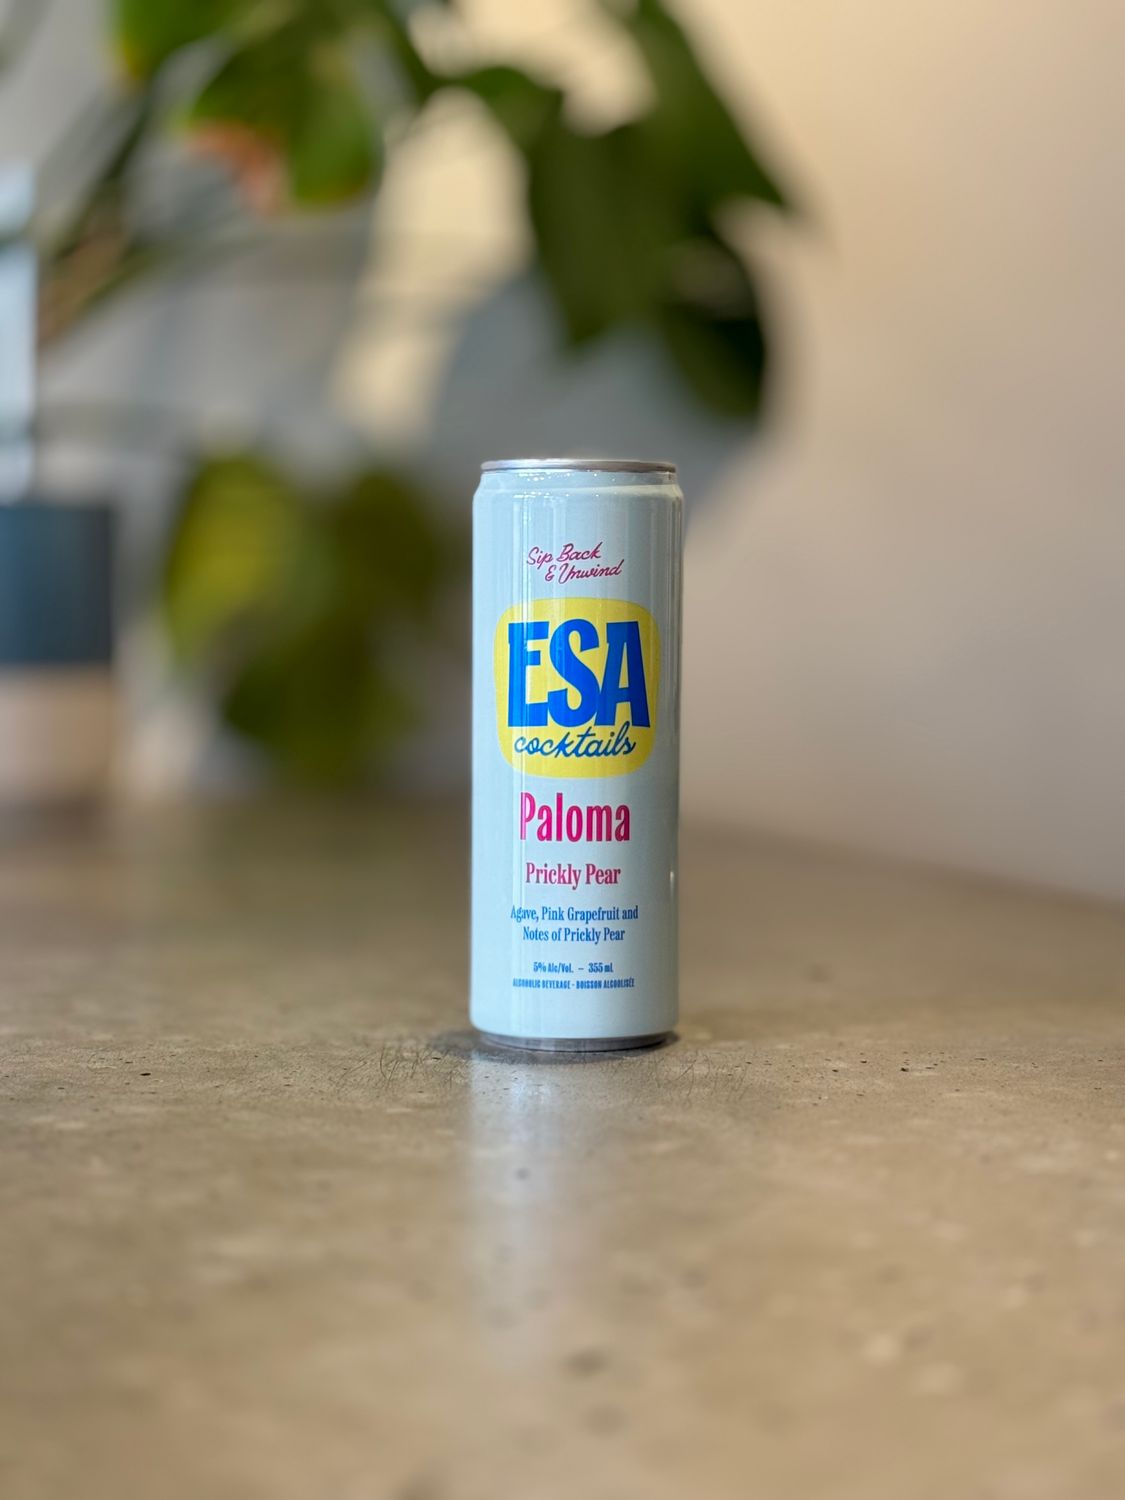 Sip Back
& Unwind
ESA
cocktails
Paloma
Prickly Pear
Agave, Pink Grapefruit and
Notes of Prickly Pear
5% Alc/Vol. – 355 mL
ALCOHOLIC BEVERAGE - BOISSON ALCOOLISÉE